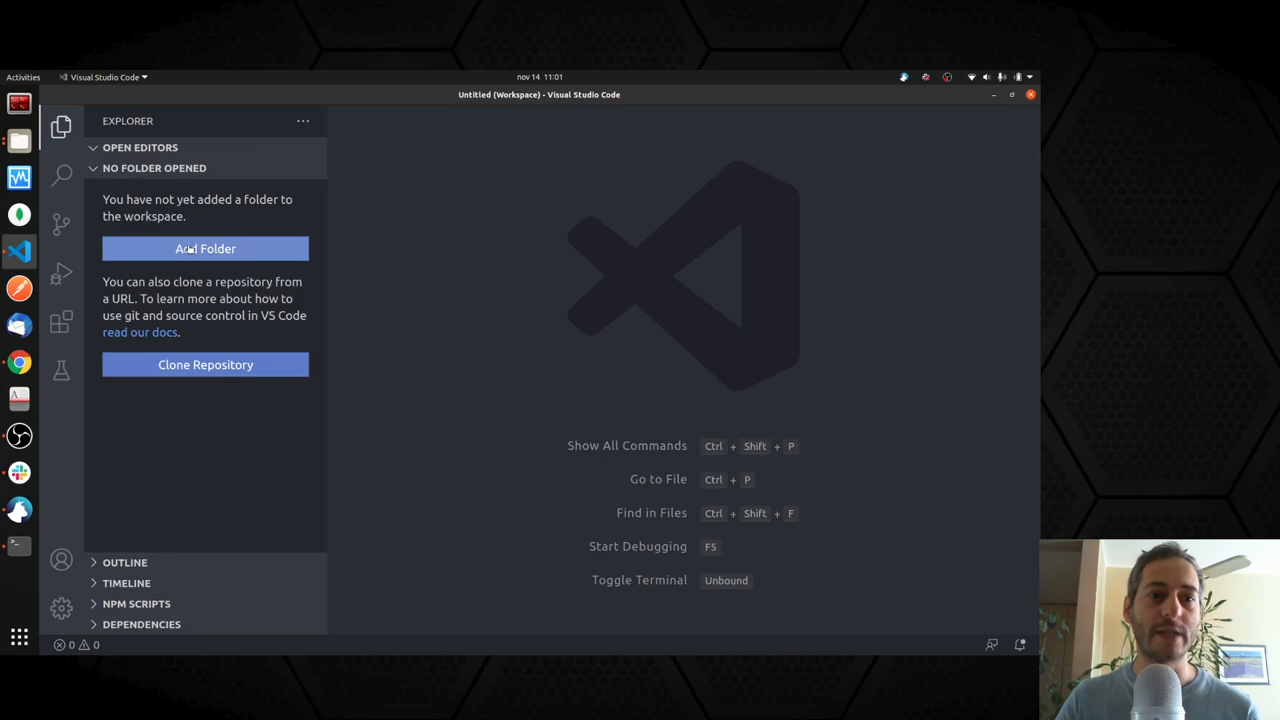 Activities
Visual Studio Code
nov 14 11:01
Untitled (Workspace) - Visual Studio Code
EXPLORER
OPEN EDITORS
NO FOLDER OPENED
You have not yet added a folder to
the workspace.
Add Folder
You can also clone a repository from
a URL. To learn more about how to
use git and source control in VS Code
read our docs.
Clone Repository
Show All Commands Ctrl + Shift + P
Go to File Ctrl + P
Find in Files Ctrl + Shift + F
Start Debugging F5
Toggle Terminal Unbound
OUTLINE
TIMELINE
NPM SCRIPTS
DEPENDENCIES
0 0